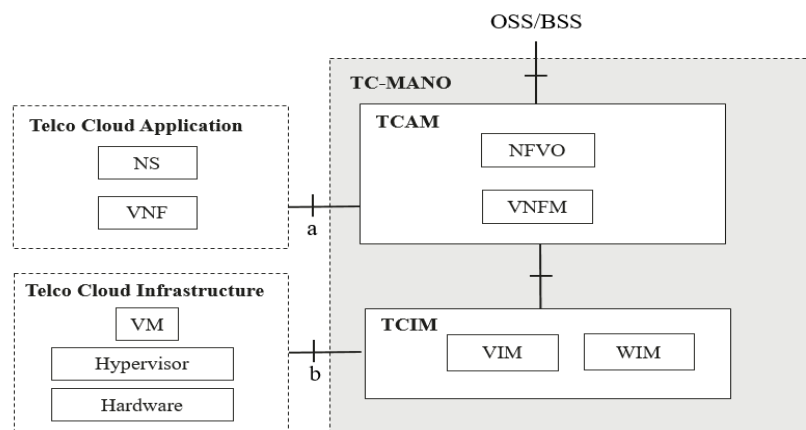 OSS/BSS
TC-MANO
Telco Cloud Application
NS
VNF
a
TCAM
NFVO
VNFM
Telco Cloud Infrastructure
VM
Hypervisor
Hardware
b
TCIM
VIM
WIM